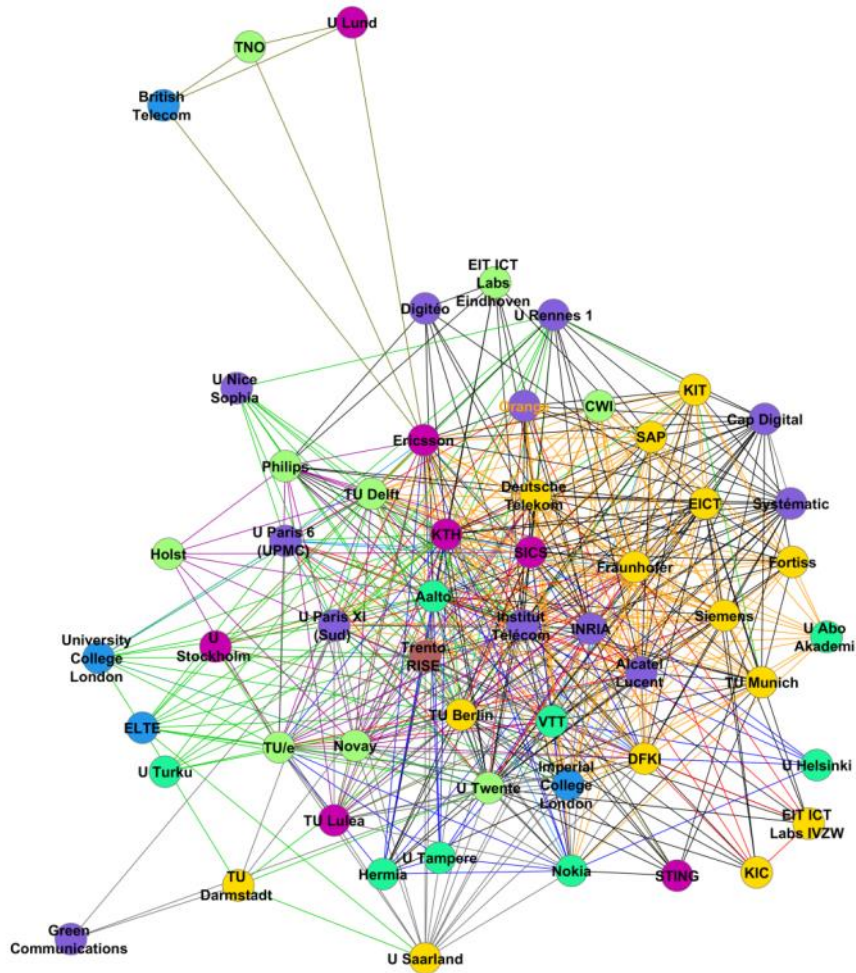 U Lund
TNO
British
Telecom
EIT ICT
Labs
Eindhoven
Digitéo
U Rennes 1
U Nice
Sophia
KIT
Orange
CWI
Cap Digital
Ericsson
SAP
Philips
TU Delft
Deutsche
Telekom
EICT
Systématic
U Paris 6
(UPMC)
KTH
Holst
SICS
Fraunhofer
Fortiss
Aalto
U Paris XI
(Sud)
Institut
Télécom
INRIA
Siemens
U Abo
Akademi
University
College
London
U
Stockholm
Trento
RISE
Alcatel
Lucent
TU Munich
ELTE
TU Berlin
VTT
TU/e
Novay
U Turku
U Twente
Imperial
College
London
DFKI
U Helsinki
TU Lulea
EIT ICT
Labs IVZW
U Tampere
Hermia
Nokia
STING
KIC
TU
Darmstadt
Green
Communications
U Saarland